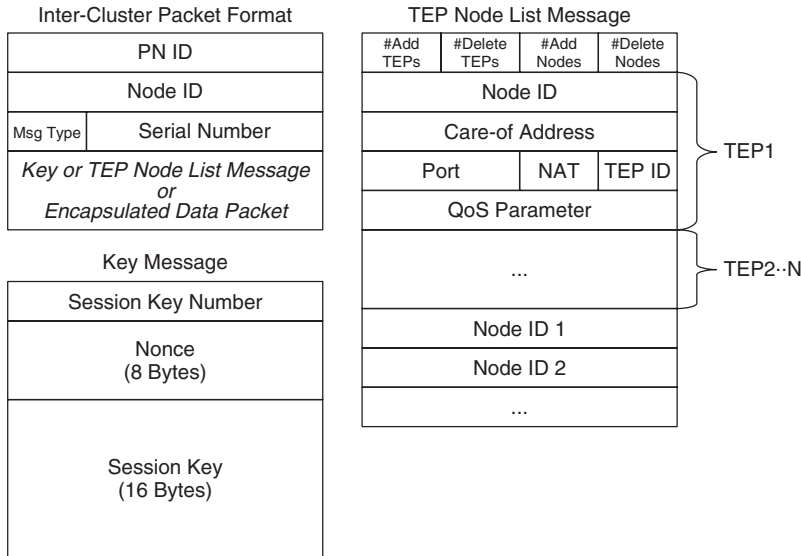 Inter-Cluster Packet Format
PN ID
Node ID
Msg Type Serial Number
Key or TEP Node List Message
or
Encapsulated Data Packet
Key Message
Session Key Number
Nonce
(8 Bytes)
Session Key
(16 Bytes)
TEP Node List Message
#Add TEPs #Delete TEPs #Add Nodes #Delete Nodes
Node ID
Care-of Address
Port NAT TEP ID
QoS Parameter
TEP1
...
TEP2··N
Node ID 1
Node ID 2
...